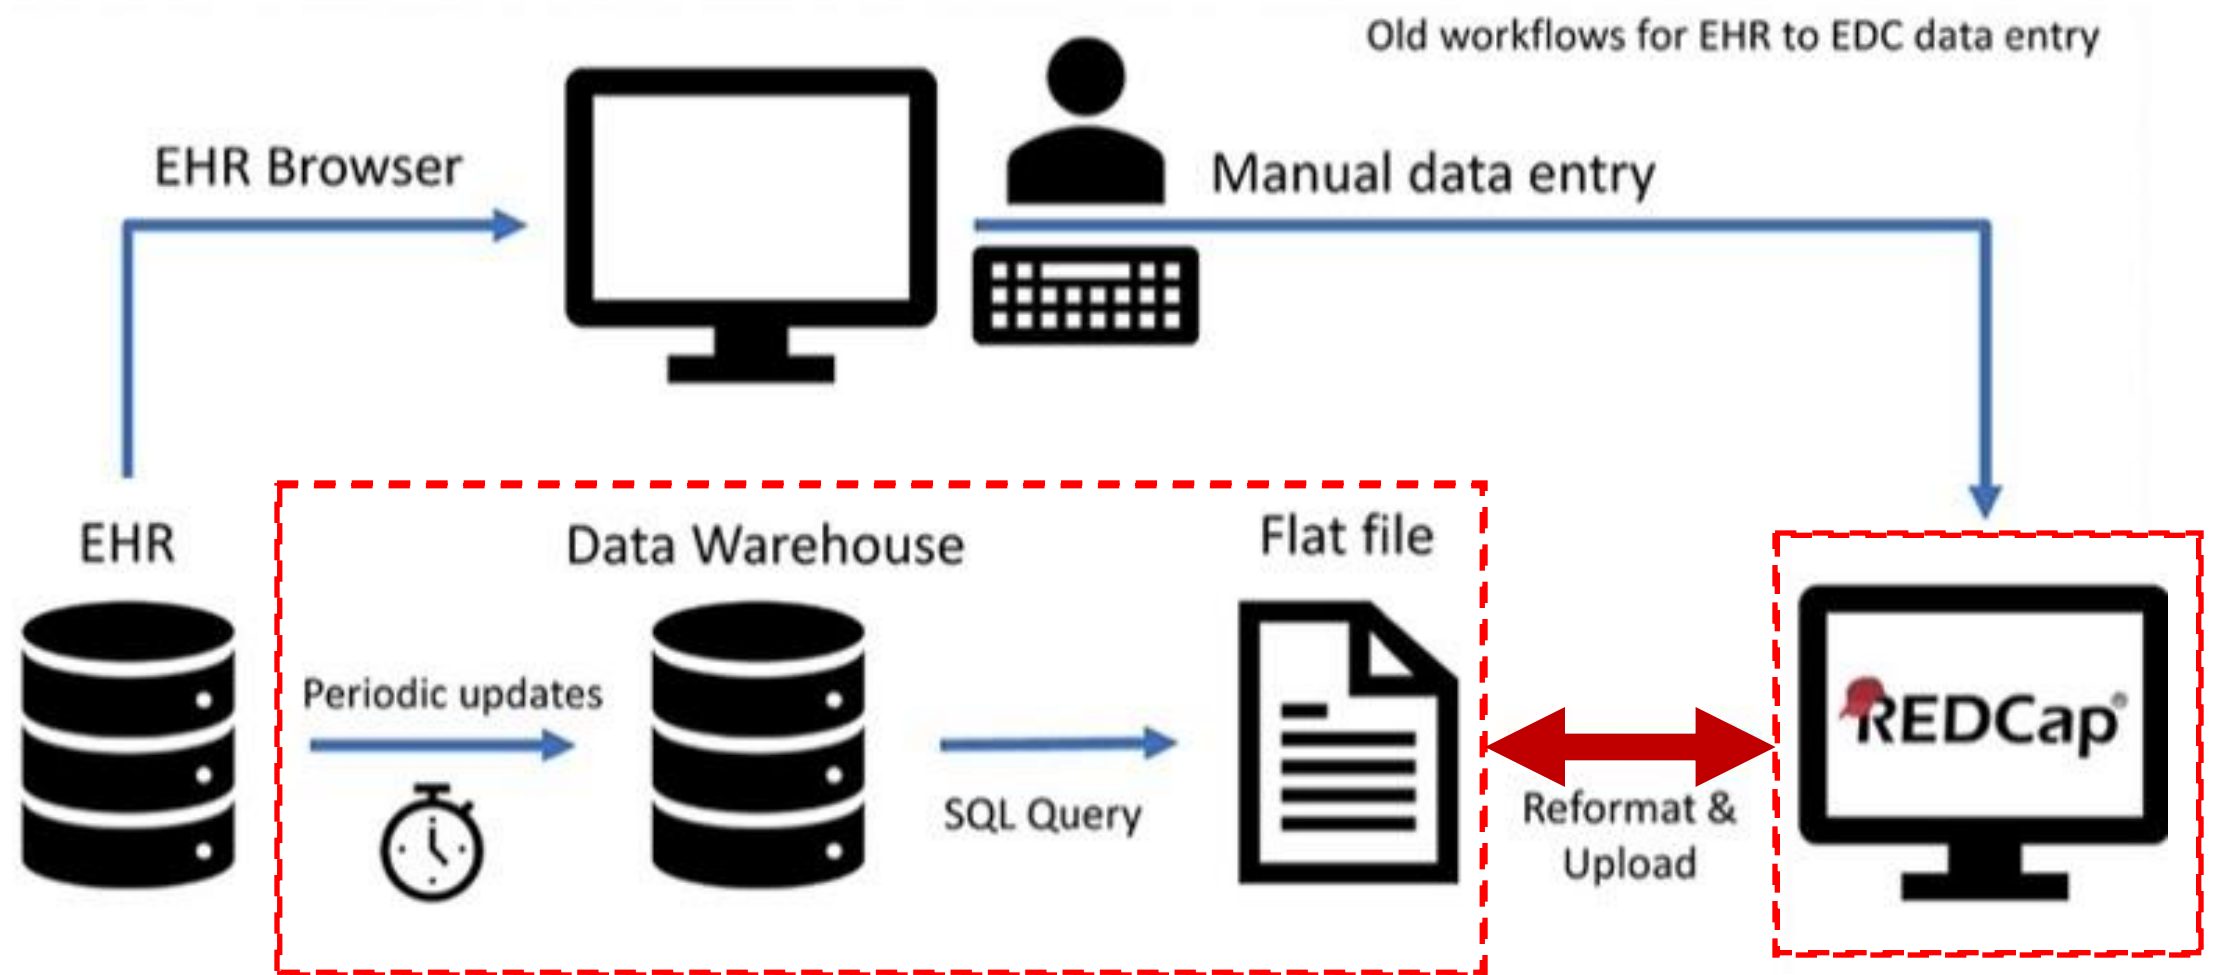 Old workflows for EHR to EDC data entry
EHR Browser
Manual data entry
EHR
Data Warehouse
Flat file
Periodic updates
SQL Query
REDCap®
Reformat &
Upload